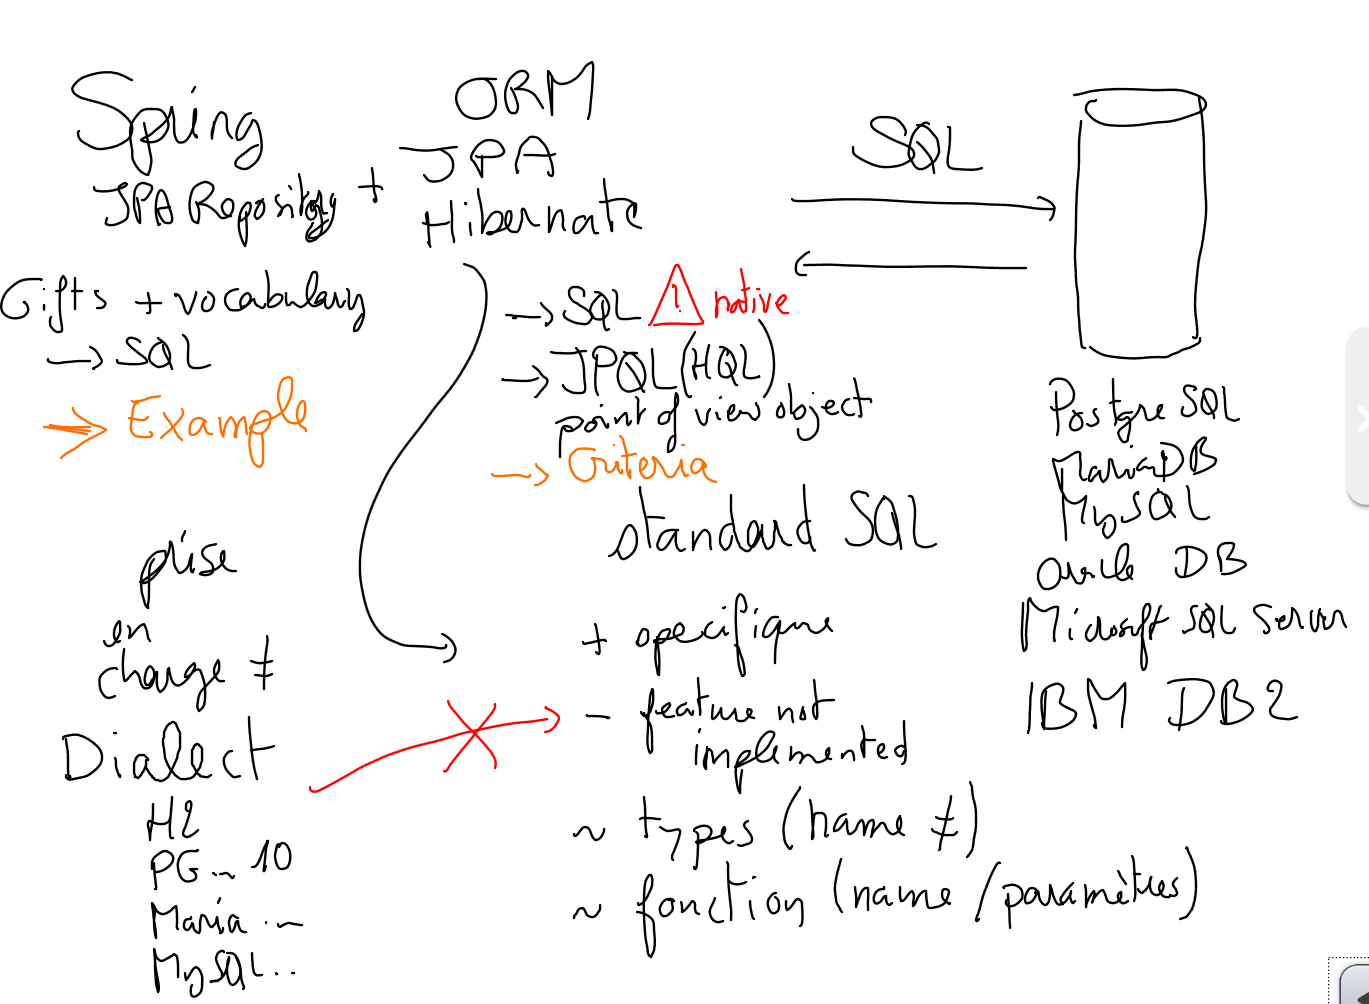 Spring
JPA Repository +
Gifts + vocabulary
→ SQL
→ Example
ORM
JPA
Hibernate
→ SQL ! native
→ JPQL (HQL)
point of view object
→ Criteria
SQL
PostgreSQL
MariaDB
MySQL
Oracle DB
Microsoft SQL Server
IBM DB2
standard SQL
+ specifique
- feature not
implemented
~ types (name ≠)
~ fonction (name / paramètres)
prise
en
charge ≠
Dialect
H2
PG ... 10
Maria ...
MySQL ..